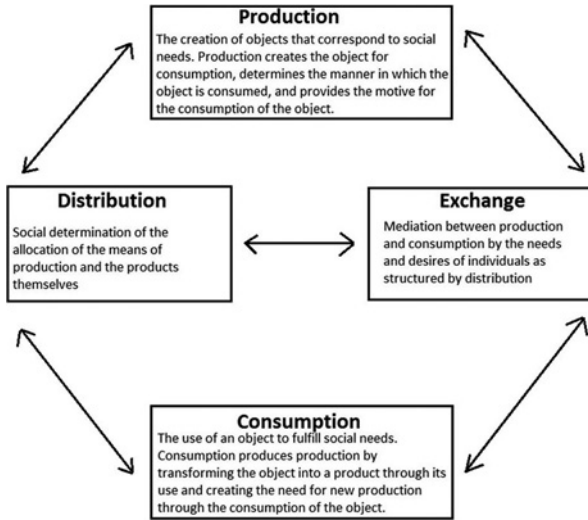 Production
The creation of objects that correspond to social
needs. Production creates the object for
consumption, determines the manner in which the
object is consumed, and provides the motive for
the consumption of the object.
Distribution
Social determination of the
allocation of the means of
production and the products
themselves
Exchange
Mediation between production
and consumption by the needs
and desires of individuals as
structured by distribution
Consumption
The use of an object to fulfill social needs.
Consumption produces production by
transforming the object into a product through its
use and creating the need for new production
through the consumption of the object.